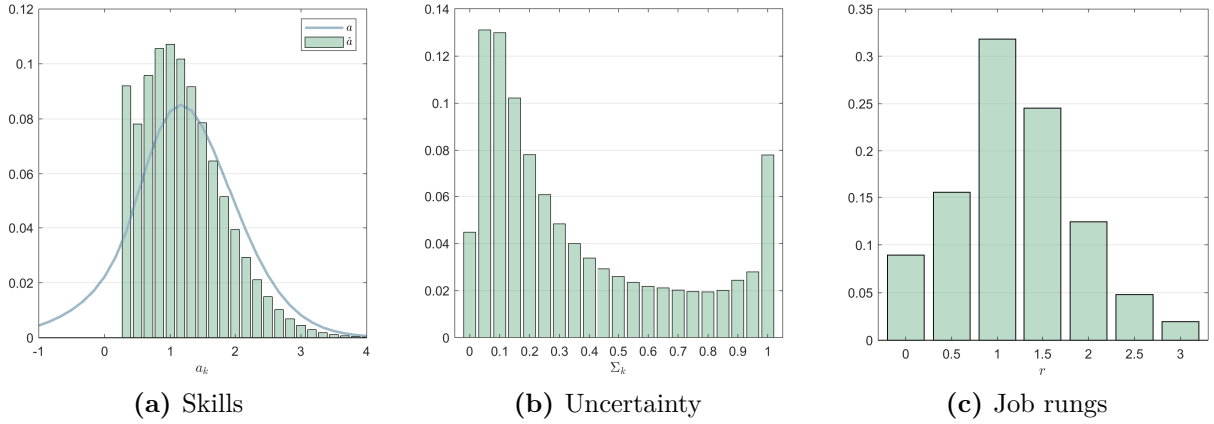 0.12
0.1
0.08
0.06
0.04
0.02
0
-1 0 1 2 3 4
a_k
a
â
(a) Skills
0.14
0.12
0.1
0.08
0.06
0.04
0.02
0
0 0.1 0.2 0.3 0.4 0.5 0.6 0.7 0.8 0.9 1
Σ_k
(b) Uncertainty
0.35
0.3
0.25
0.2
0.15
0.1
0.05
0
0 0.5 1 1.5 2 2.5 3
r
(c) Job rungs